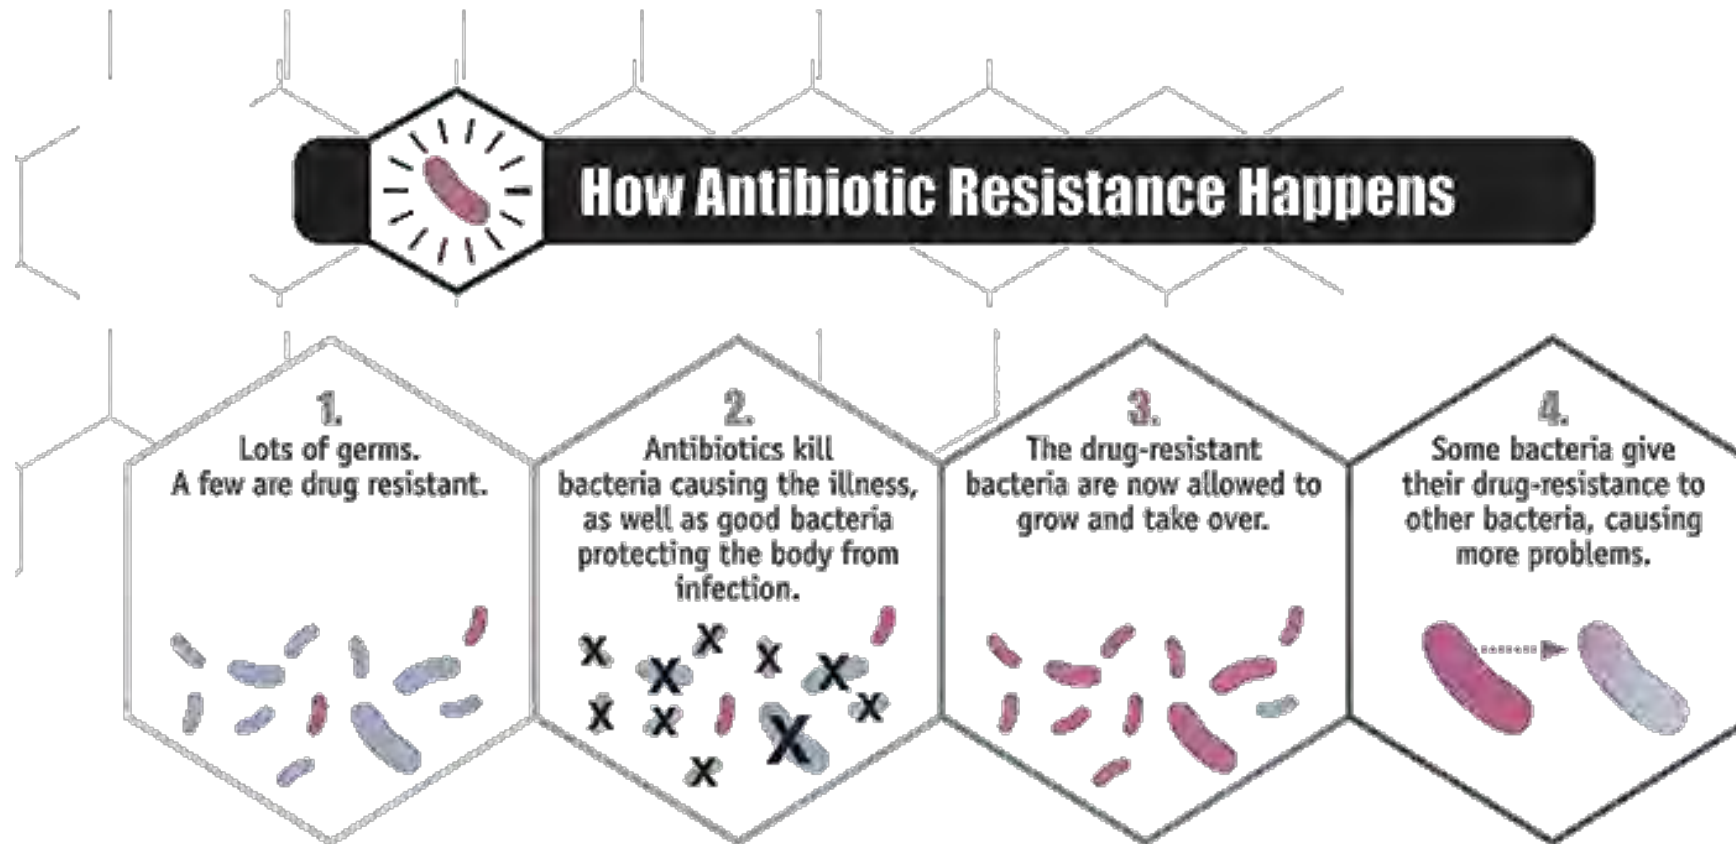 How Antibiotic Resistance Happens
1.
Lots of germs.
A few are drug resistant.
2.
Antibiotics kill
bacteria causing the illness,
as well as good bacteria
protecting the body from
infection.
X X X X X X X X X X
3.
The drug-resistant
bacteria are now allowed to
grow and take over.
4.
Some bacteria give
their drug-resistance to
other bacteria, causing
more problems.